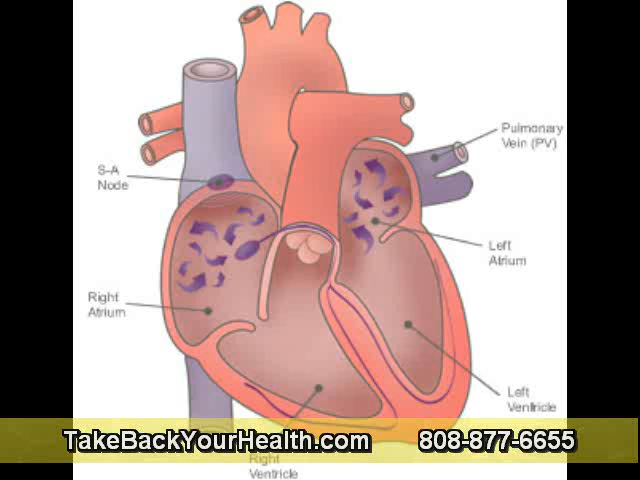 Pulmonary
Vein (PV)
S-A
Node
Left
Atrium
Right
Atrium
Left
Ventricle
TakeBackYourHealth.com 808-877-6655
Right
Ventricle